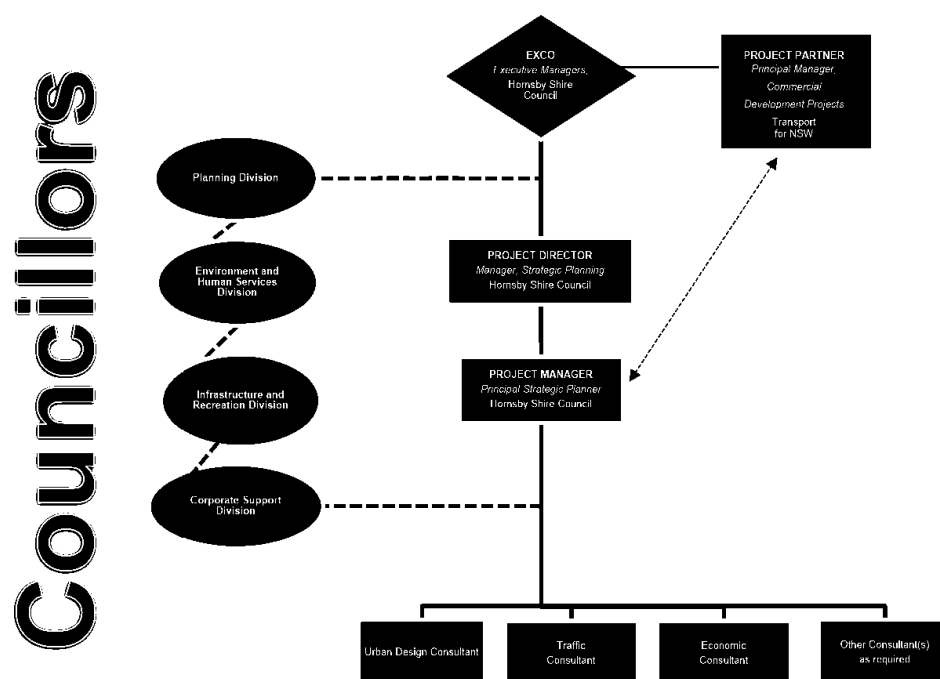 Councillors
EXCO
Executive Managers,
Hornsby Shire
Council
PROJECT PARTNER
Principal Manager,
Commercial
Development Projects
Transport
for NSW
Planning Division
Environment and
Human Services
Division
PROJECT DIRECTOR
Manager, Strategic Planning
Hornsby Shire Council
Infrastructure and
Recreation Division
PROJECT MANAGER
Principal Strategic Planner
Hornsby Shire Council
Corporate Support
Division
Urban Design Consultant
Traffic
Consultant
Economic
Consultant
Other Consultant(s)
as required